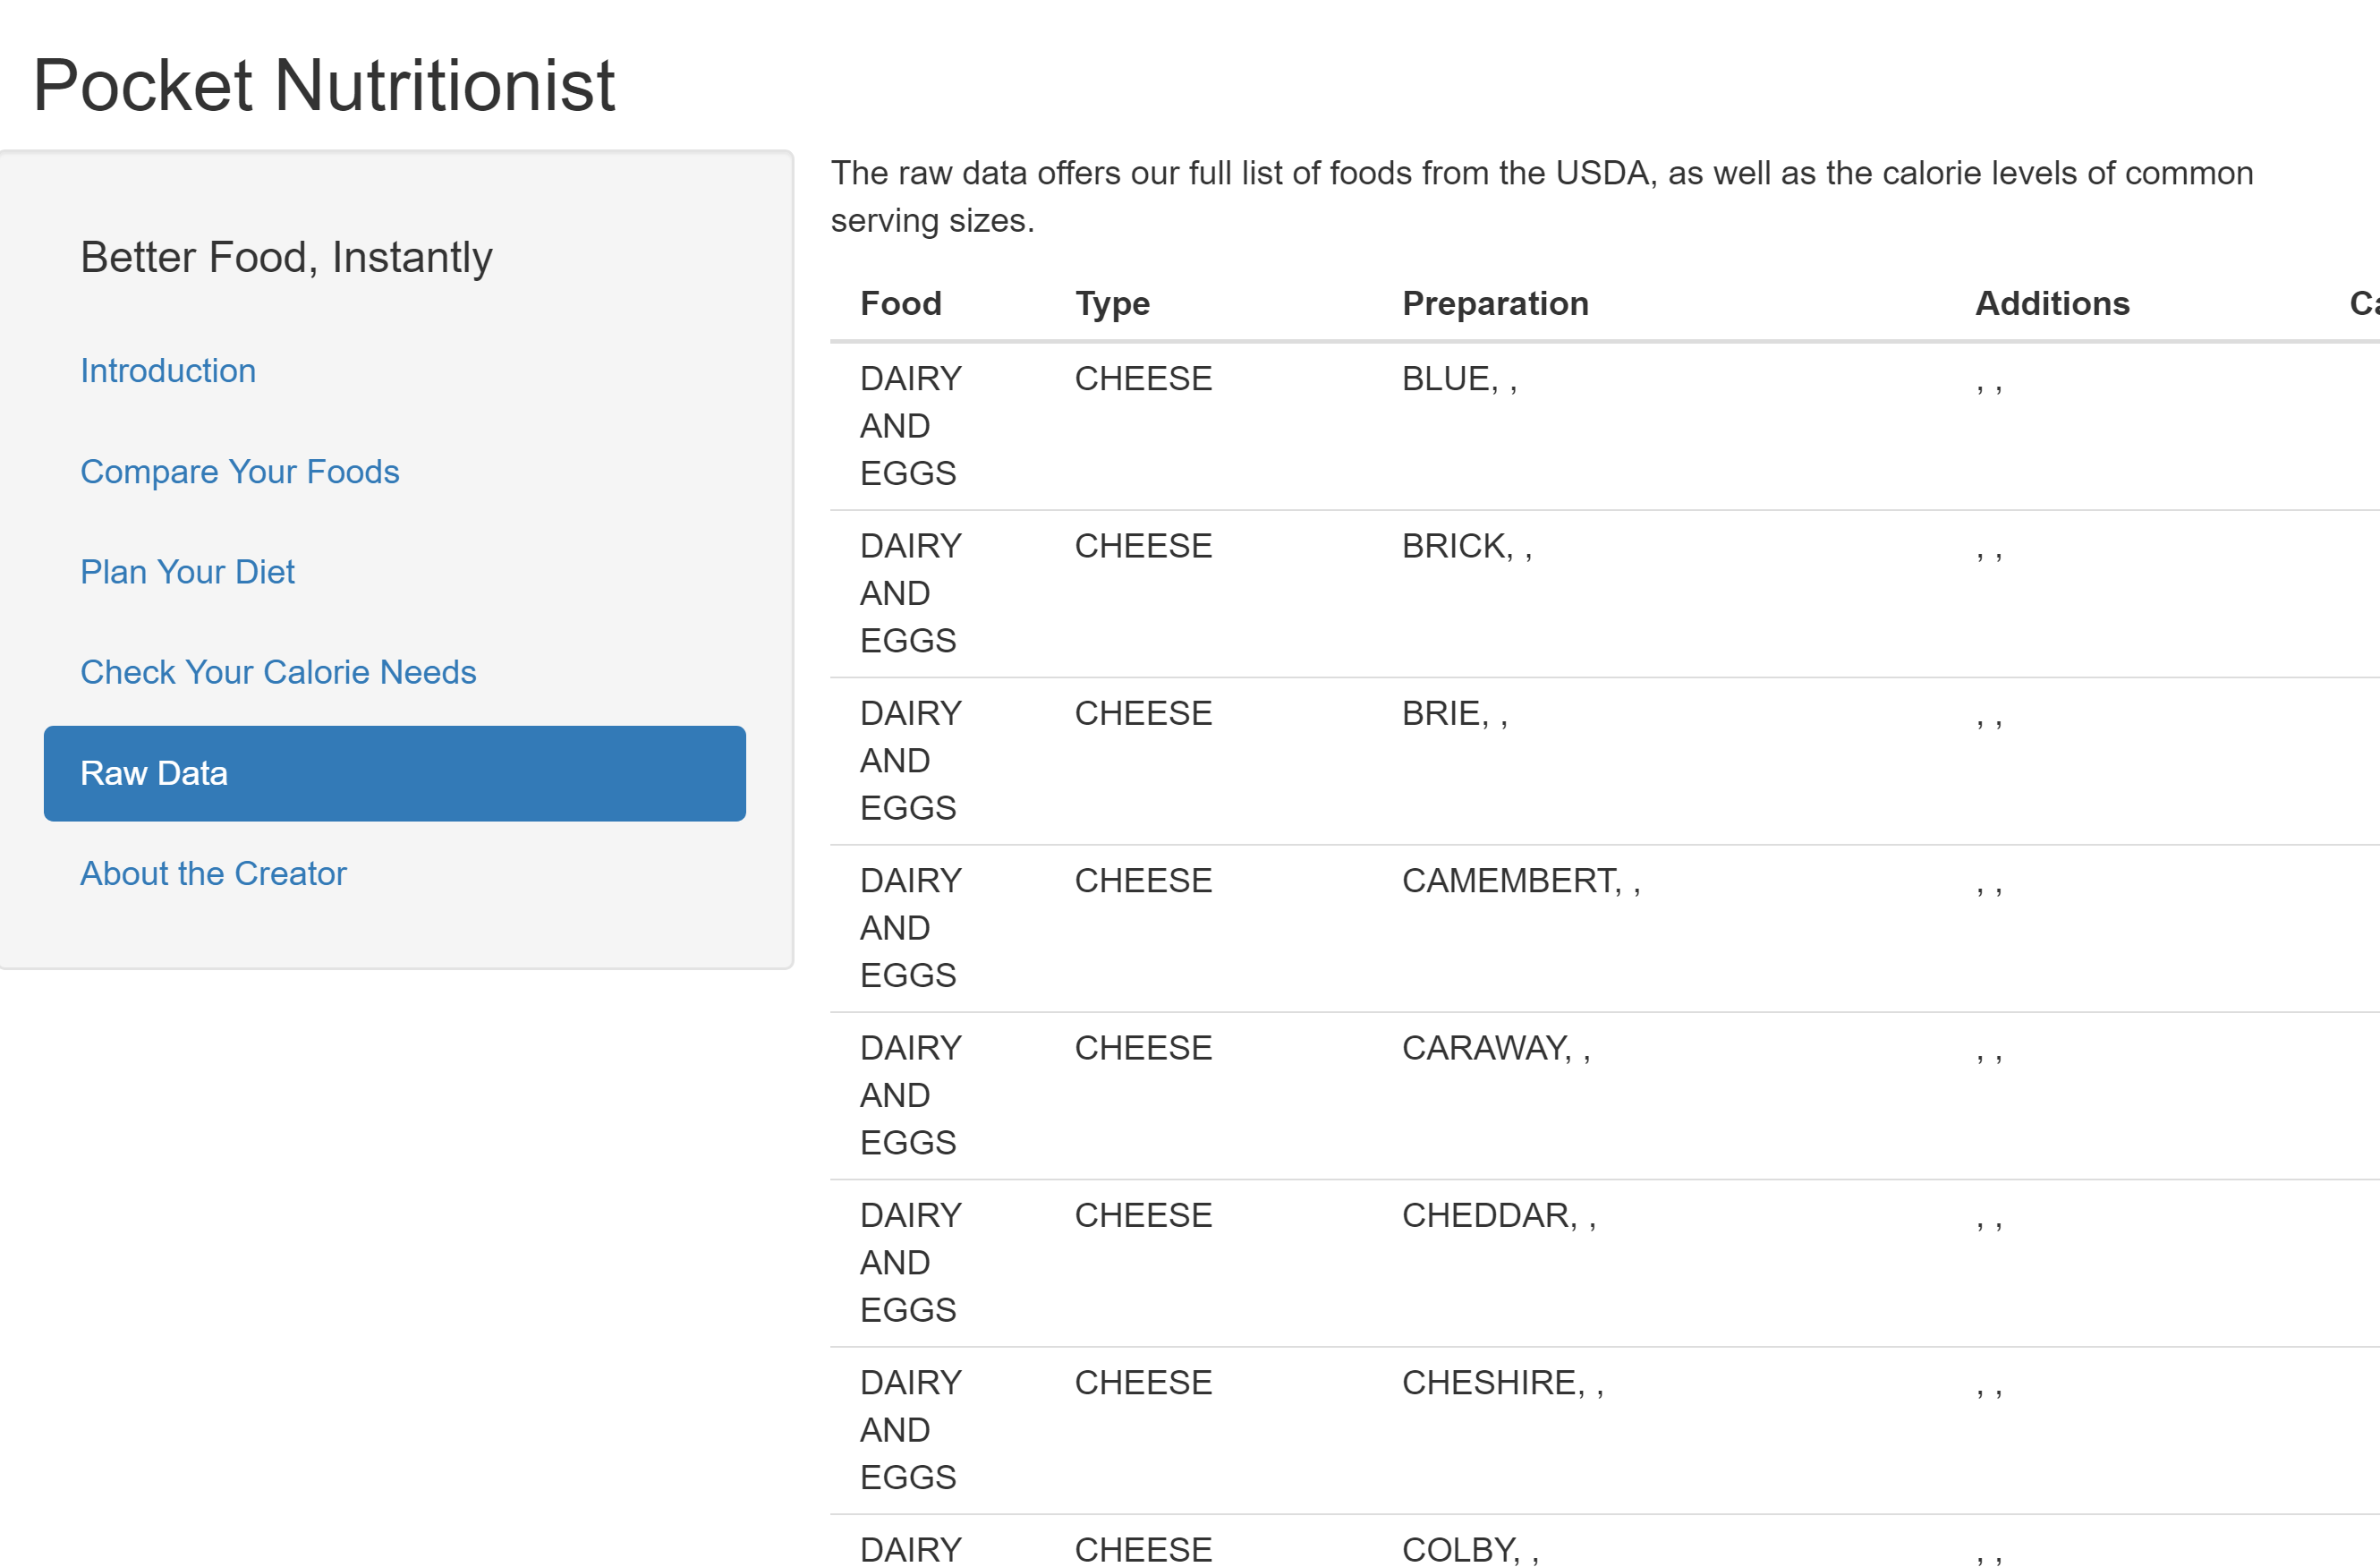 Pocket Nutritionist
Better Food, Instantly
Introduction
Compare Your Foods
Plan Your Diet
Check Your Calorie Needs
Raw Data
About the Creator
The raw data offers our full list of foods from the USDA, as well as the calorie levels of common
serving sizes.
Food Type Preparation Additions
DAIRY CHEESE BLUE, , , ,
AND
EGGS
DAIRY CHEESE BRICK, , , ,
AND
EGGS
DAIRY CHEESE BRIE, , , ,
AND
EGGS
DAIRY CHEESE CAMEMBERT, , , ,
AND
EGGS
DAIRY CHEESE CARAWAY, , , ,
AND
EGGS
DAIRY CHEESE CHEDDAR, , , ,
AND
EGGS
DAIRY CHEESE CHESHIRE, , , ,
AND
EGGS
DAIRY CHEESE COLBY, , , ,